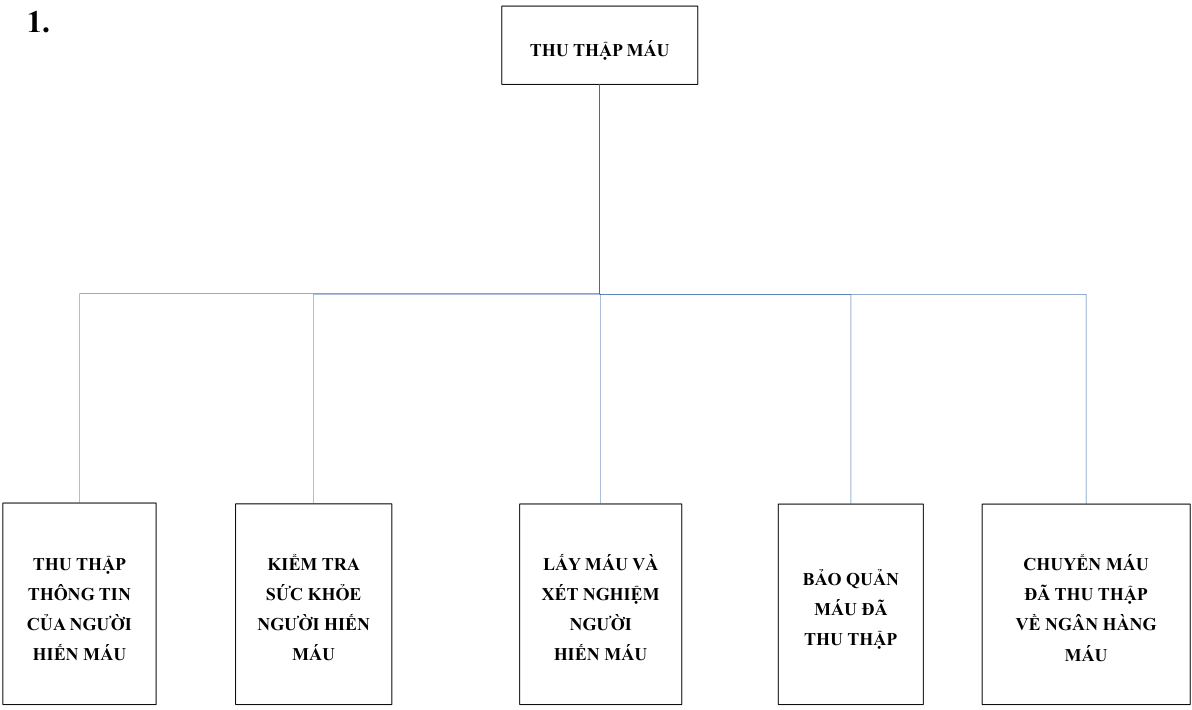 1.
THU THẬP MÁU
THU THẬP
THÔNG TIN
CỦA NGƯỜI
HIẾN MÁU
KIỂM TRA
SỨC KHỎE
NGƯỜI HIẾN
MÁU
LẤY MÁU VÀ
XÉT NGHIỆM
NGƯỜI
HIẾN MÁU
BẢO QUẢN
MÁU ĐÃ
THU THẬP
CHUYỂN MÁU
ĐÃ THU THẬP
VỀ NGÂN HÀNG
MÁU